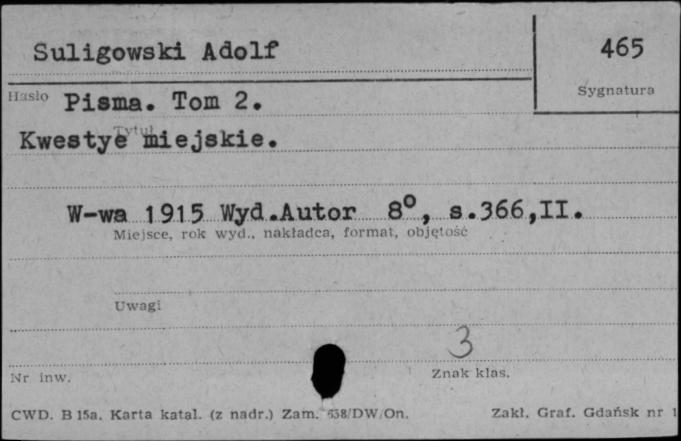 Suligowski Adolf
465
Sygnatura
Hasło Pisma. Tom 2.
Tytuł
Kwestye miejskie.
W-wa 1915 Wyd.Autor 8°, s.366,II.
Miejsce, rok wyd., nakładca, format, objętość
Uwagi
3
Nr inw.
Znak klas.
CWD. B 15a. Karta katal. (z nadr.) Zam. 638/DW/On.
Zakl. Graf. Gdańsk nr 1